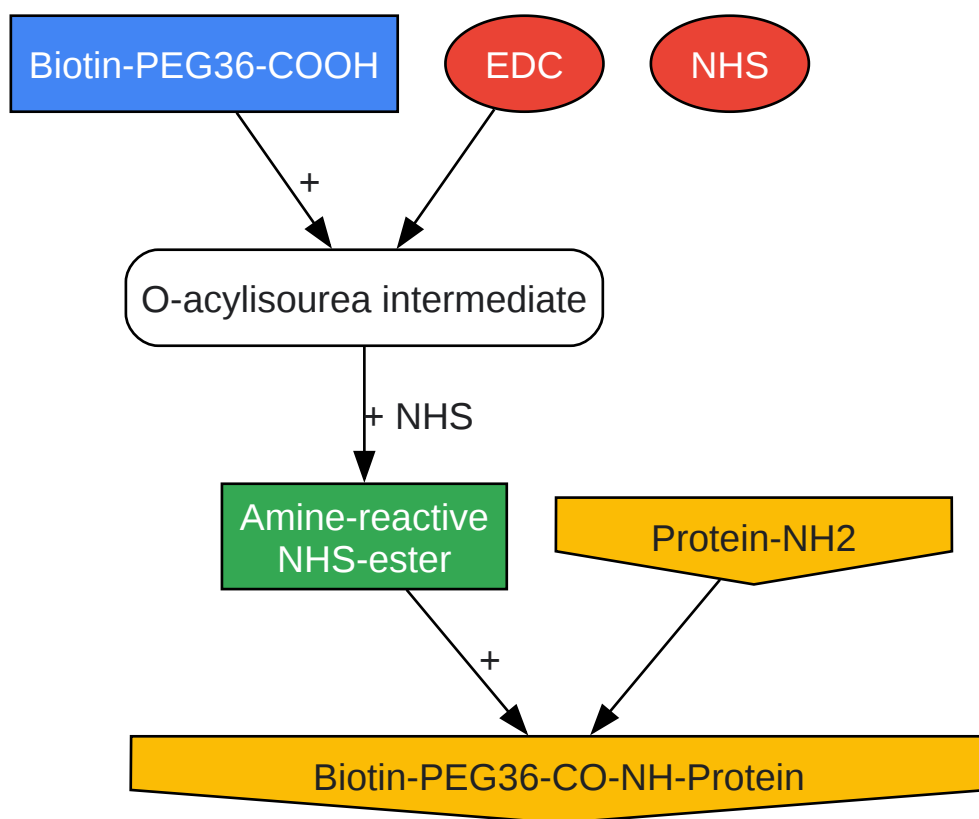 Biotin-PEG36-COOH
EDC
NHS
+
O-acylisourea intermediate
+ NHS
Amine-reactive
NHS-ester
Protein-NH2
+
Biotin-PEG36-CO-NH-Protein